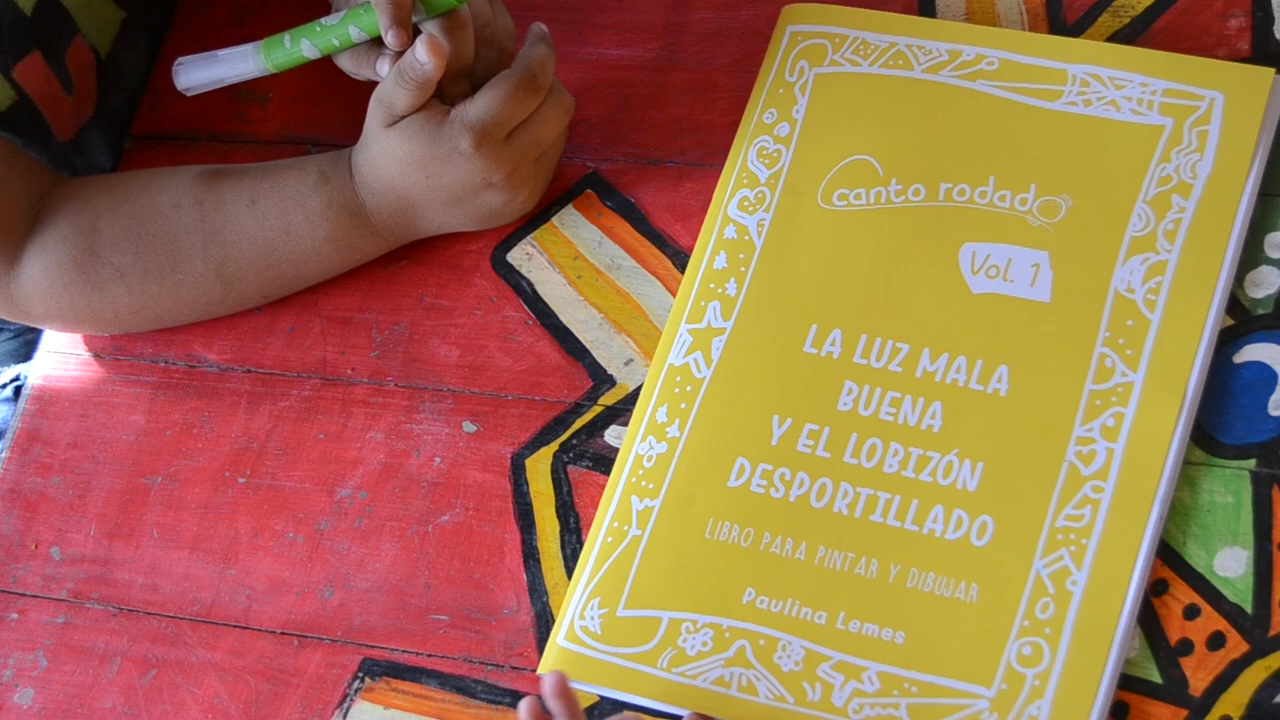 canto rodado
Vol. 1
LA LUZ MALA
BUENA
Y EL LOBIZÓN
DESPORTILLADO
LIBRO PARA PINTAR Y DIBUJAR
Paulina Lemes